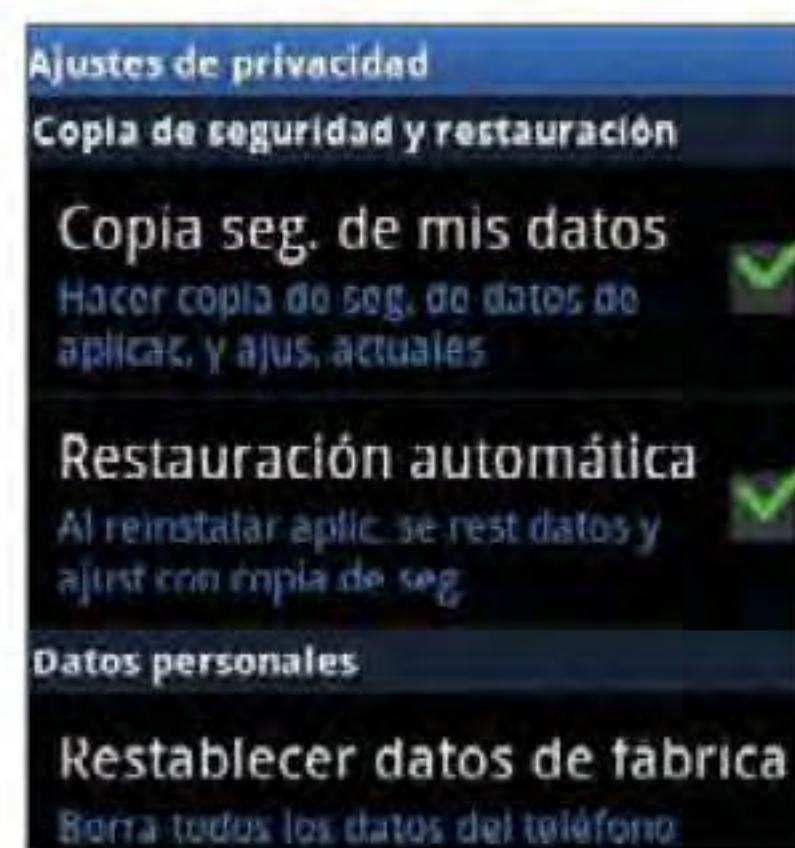 Ajustes de privacidad
Copia de seguridad y restauración
Copia seg. de mis datos
Hacer copia de seg. de datos de
aplicac. y ajus. actuales
Restauración automática
Al reinstalar aplic. se rest datos y
ajust con copia de seg.
Datos personales
Restablecer datos de fábrica
Borra todos los datos del teléfono